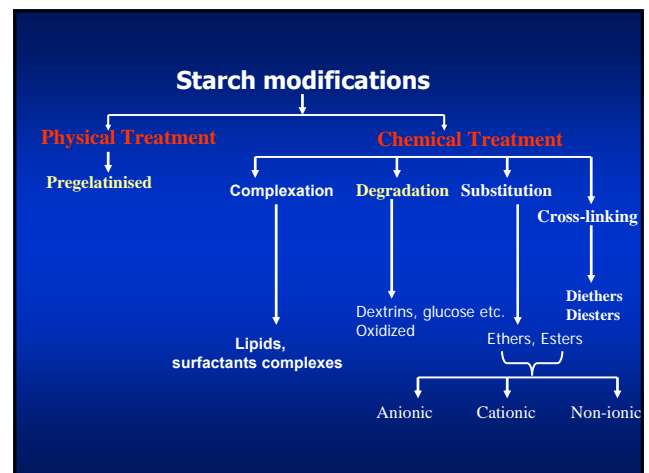 Starch modifications
Physical Treatment
Chemical Treatment
Pregelatinised
Complexation
Degradation
Substitution
Cross-linking
Diethers
Diesters
Dextrins, glucose etc.
Oxidized
Ethers, Esters
Lipids,
surfactants complexes
Anionic
Cationic
Non-ionic